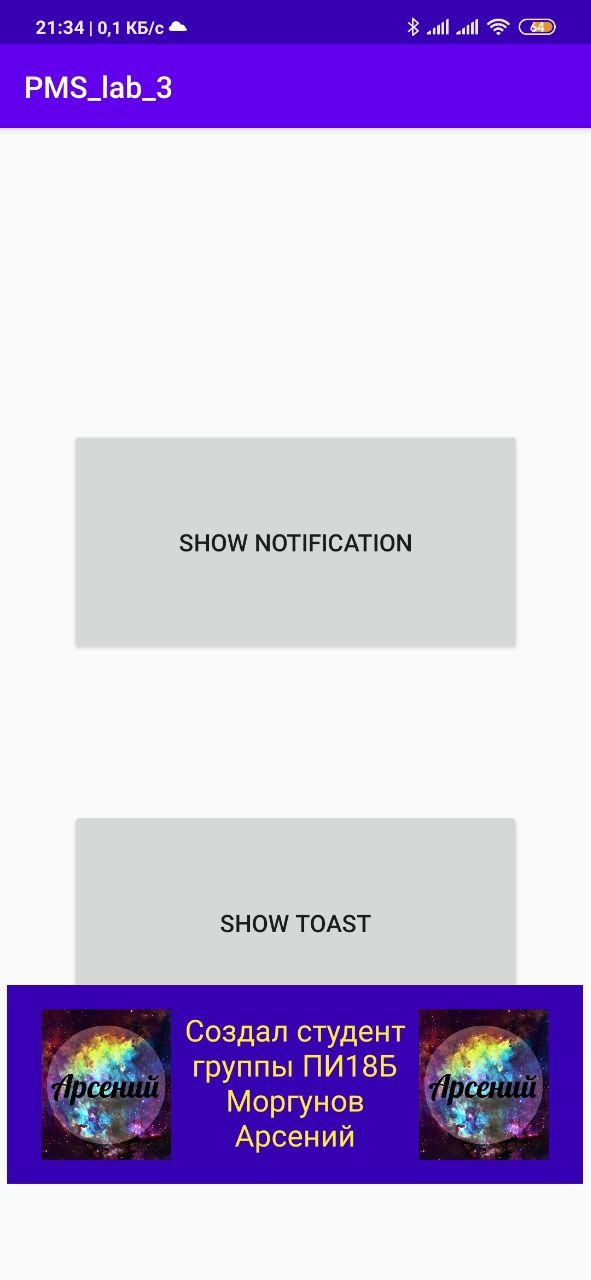 21:34 | 0,1 КБ/с
64
PMS_lab_3
SHOW NOTIFICATION
SHOW TOAST
Создал студент
группы ПИ18Б
Моргунов
Арсений
Арсений
Арсений